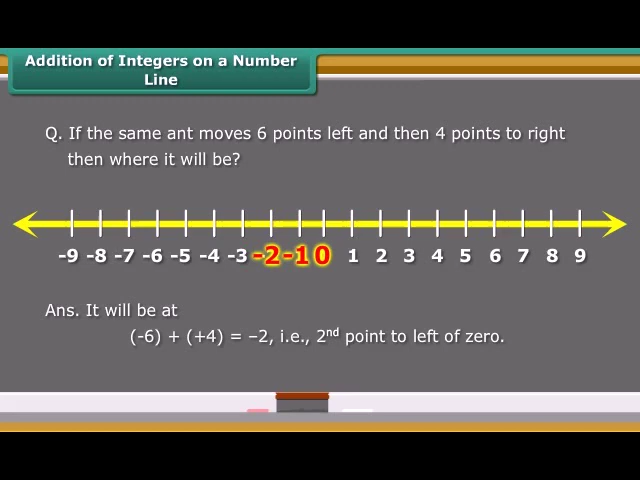 Addition of Integers on a Number
Line
Q. If the same ant moves 6 points left and then 4 points to right
then where it will be?
-9 -8 -7 -6 -5 -4 -3 -2 -1 0 1 2 3 4 5 6 7 8 9
Ans. It will be at
(-6) + (+4) = –2, i.e., 2nd point to left of zero.